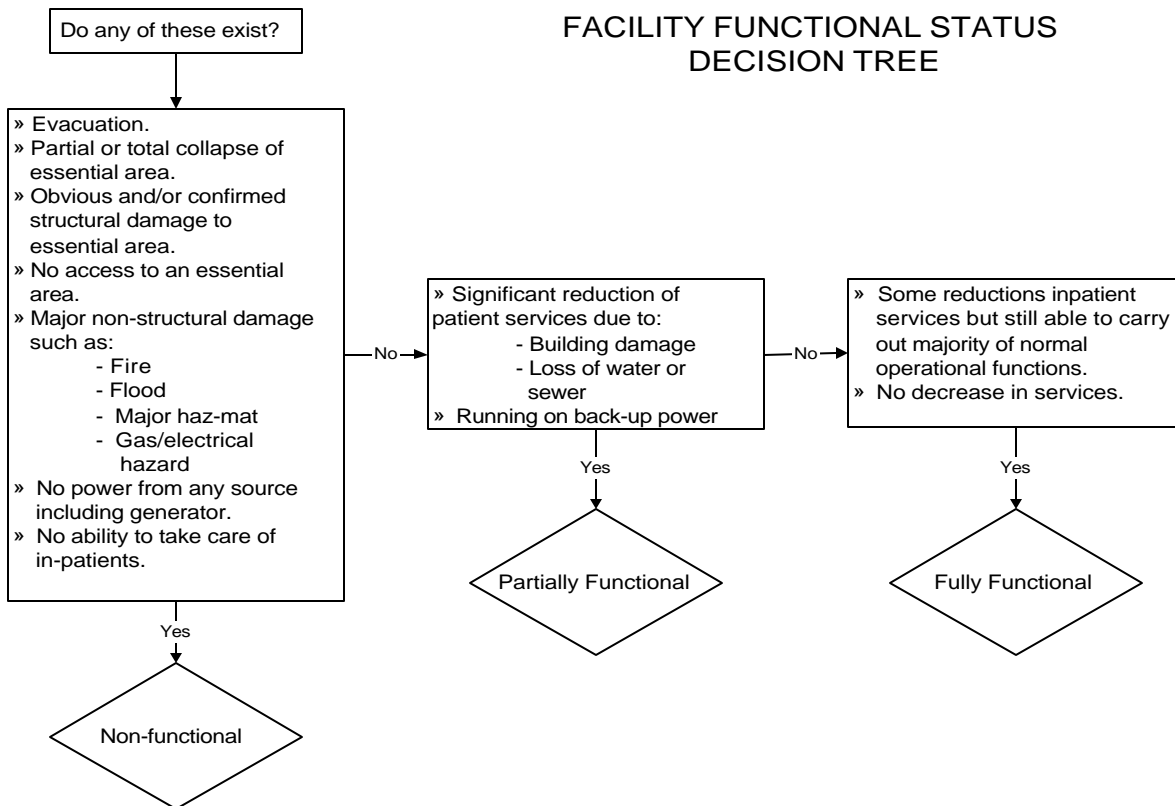 FACILITY FUNCTIONAL STATUS
DECISION TREE
Do any of these exist?
» Evacuation.
» Partial or total collapse of
essential area.
» Obvious and/or confirmed
structural damage to
essential area.
» No access to an essential
area.
» Major non-structural damage
such as:
- Fire
- Flood
- Major haz-mat
- Gas/electrical
hazard
» No power from any source
including generator.
» No ability to take care of
in-patients.
No
» Significant reduction of
patient services due to:
- Building damage
- Loss of water or
sewer
» Running on back-up power
No
» Some reductions inpatient
services but still able to carry
out majority of normal
operational functions.
» No decrease in services.
Yes
Yes
Partially Functional
Fully Functional
Yes
Non-functional